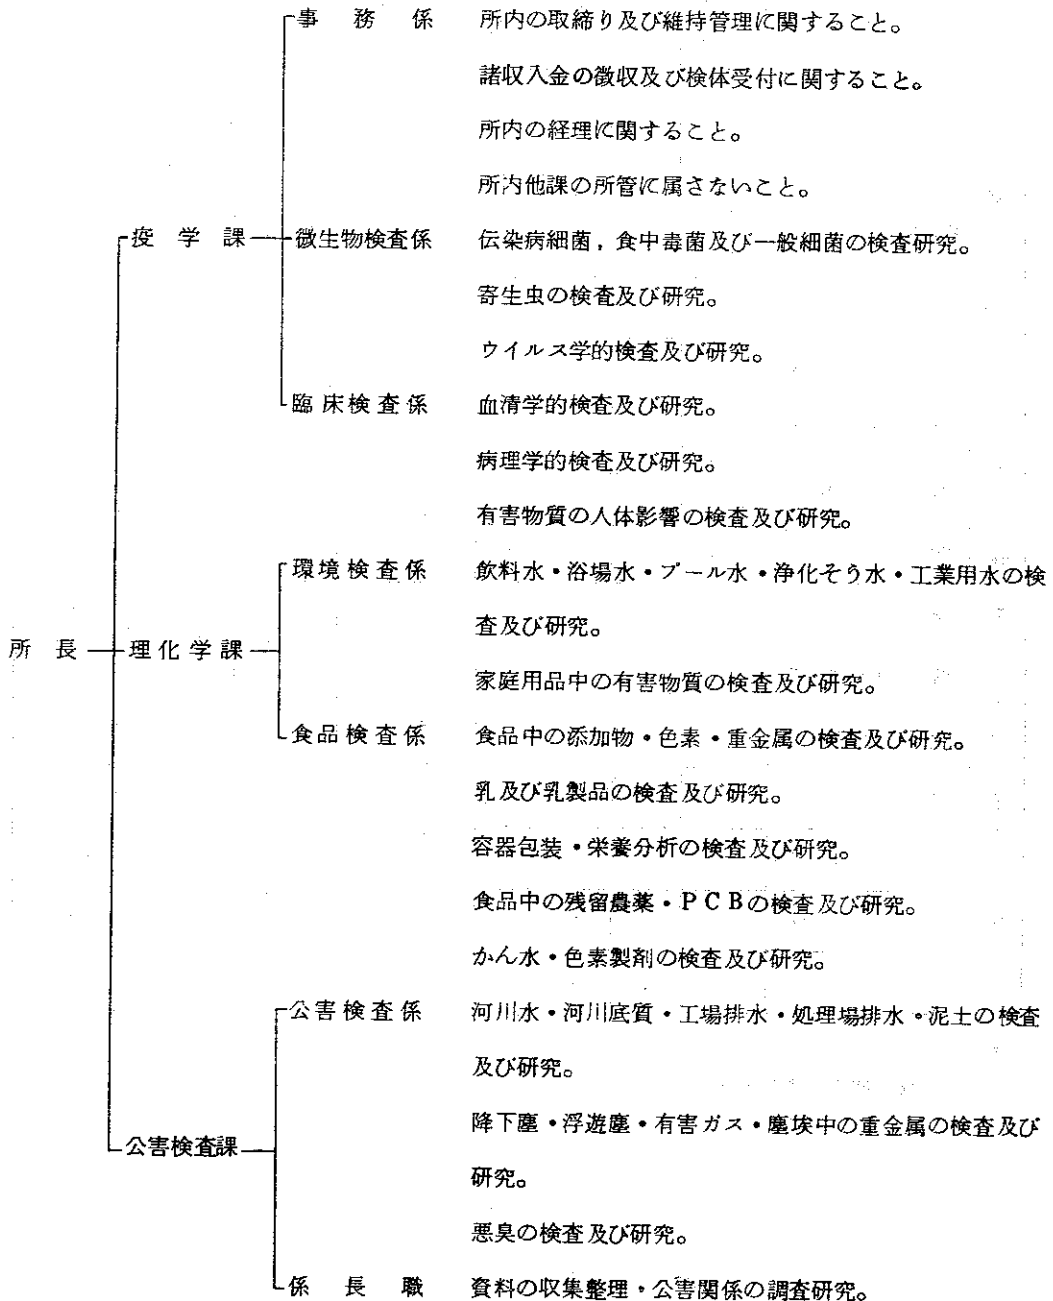 事務係 所内の取締り及び維持管理に関すること。
諸収入金の徴収及び検体受付に関すること。
所内の経理に関すること。
所内他課の所管に属さないこと。
疫学課 微生物検査係 伝染病細菌，食中毒菌及び一般細菌の検査研究。
寄生虫の検査及び研究。
ウイルス学的検査及び研究。
臨床検査係 血清学的検査及び研究。
病理学的検査及び研究。
有害物質の人体影響の検査及び研究。
環境検査係 飲料水・浴場水・プール水・浄化そう水・工業用水の検
査及び研究。
所長 理化学課
家庭用品中の有害物質の検査及び研究。
食品検査係 食品中の添加物・色素・重金属の検査及び研究。
乳及び乳製品の検査及び研究。
容器包装・栄養分析の検査及び研究。
食品中の残留農薬・PCBの検査及び研究。
かん水・色素製剤の検査及び研究。
公害検査係 河川水・河川底質・工場排水・処理場排水・泥土の検査
及び研究。
降下塵・浮遊塵・有害ガス・塵埃中の重金属の検査及び
公害検査課
研究。
悪臭の検査及び研究。
係長職 資料の収集整理・公害関係の調査研究。